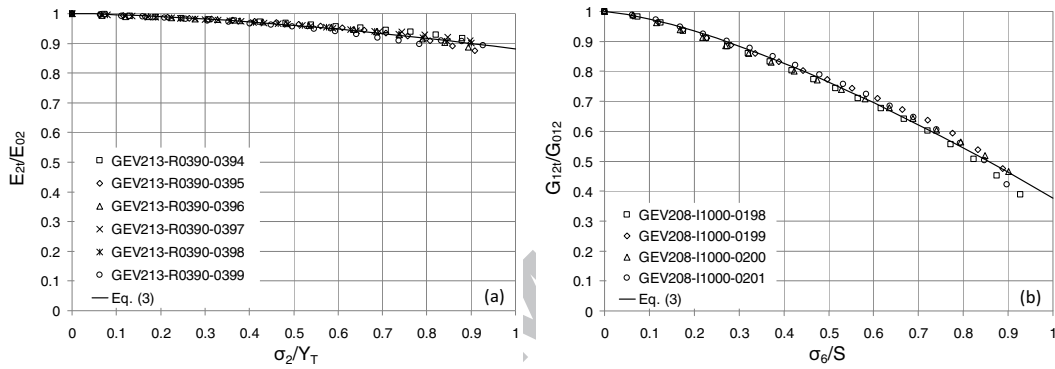 1
0.9
0.8
0.7
0.6
0.5
0.4
0.3
0.2
0.1
0
E2t/E02
GEV213-R0390-0394
GEV213-R0390-0395
GEV213-R0390-0396
GEV213-R0390-0397
GEV213-R0390-0398
GEV213-R0390-0399
Eq. (3)
(a)
0 0.1 0.2 0.3 0.4 0.5 0.6 0.7 0.8 0.9 1
σ2/YT
1
0.9
0.8
0.7
0.6
0.5
0.4
0.3
0.2
0.1
0
G12t/G012
GEV208-I1000-0198
GEV208-I1000-0199
GEV208-I1000-0200
GEV208-I1000-0201
Eq. (3)
(b)
0 0.1 0.2 0.3 0.4 0.5 0.6 0.7 0.8 0.9 1
σ6/S